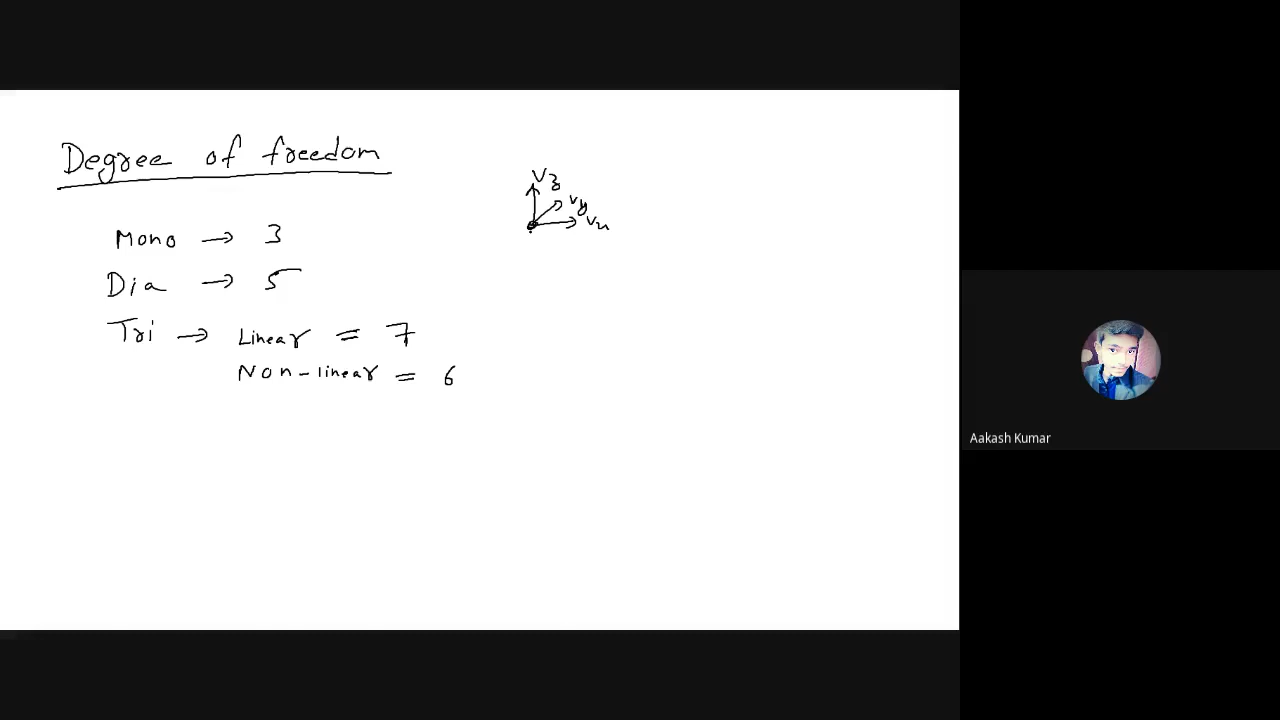 Degree of freedom
Mono → 3
Dia → 5
Tri → Linear = 7
Non-linear = 6
Vz
Vy
Vx
Aakash Kumar